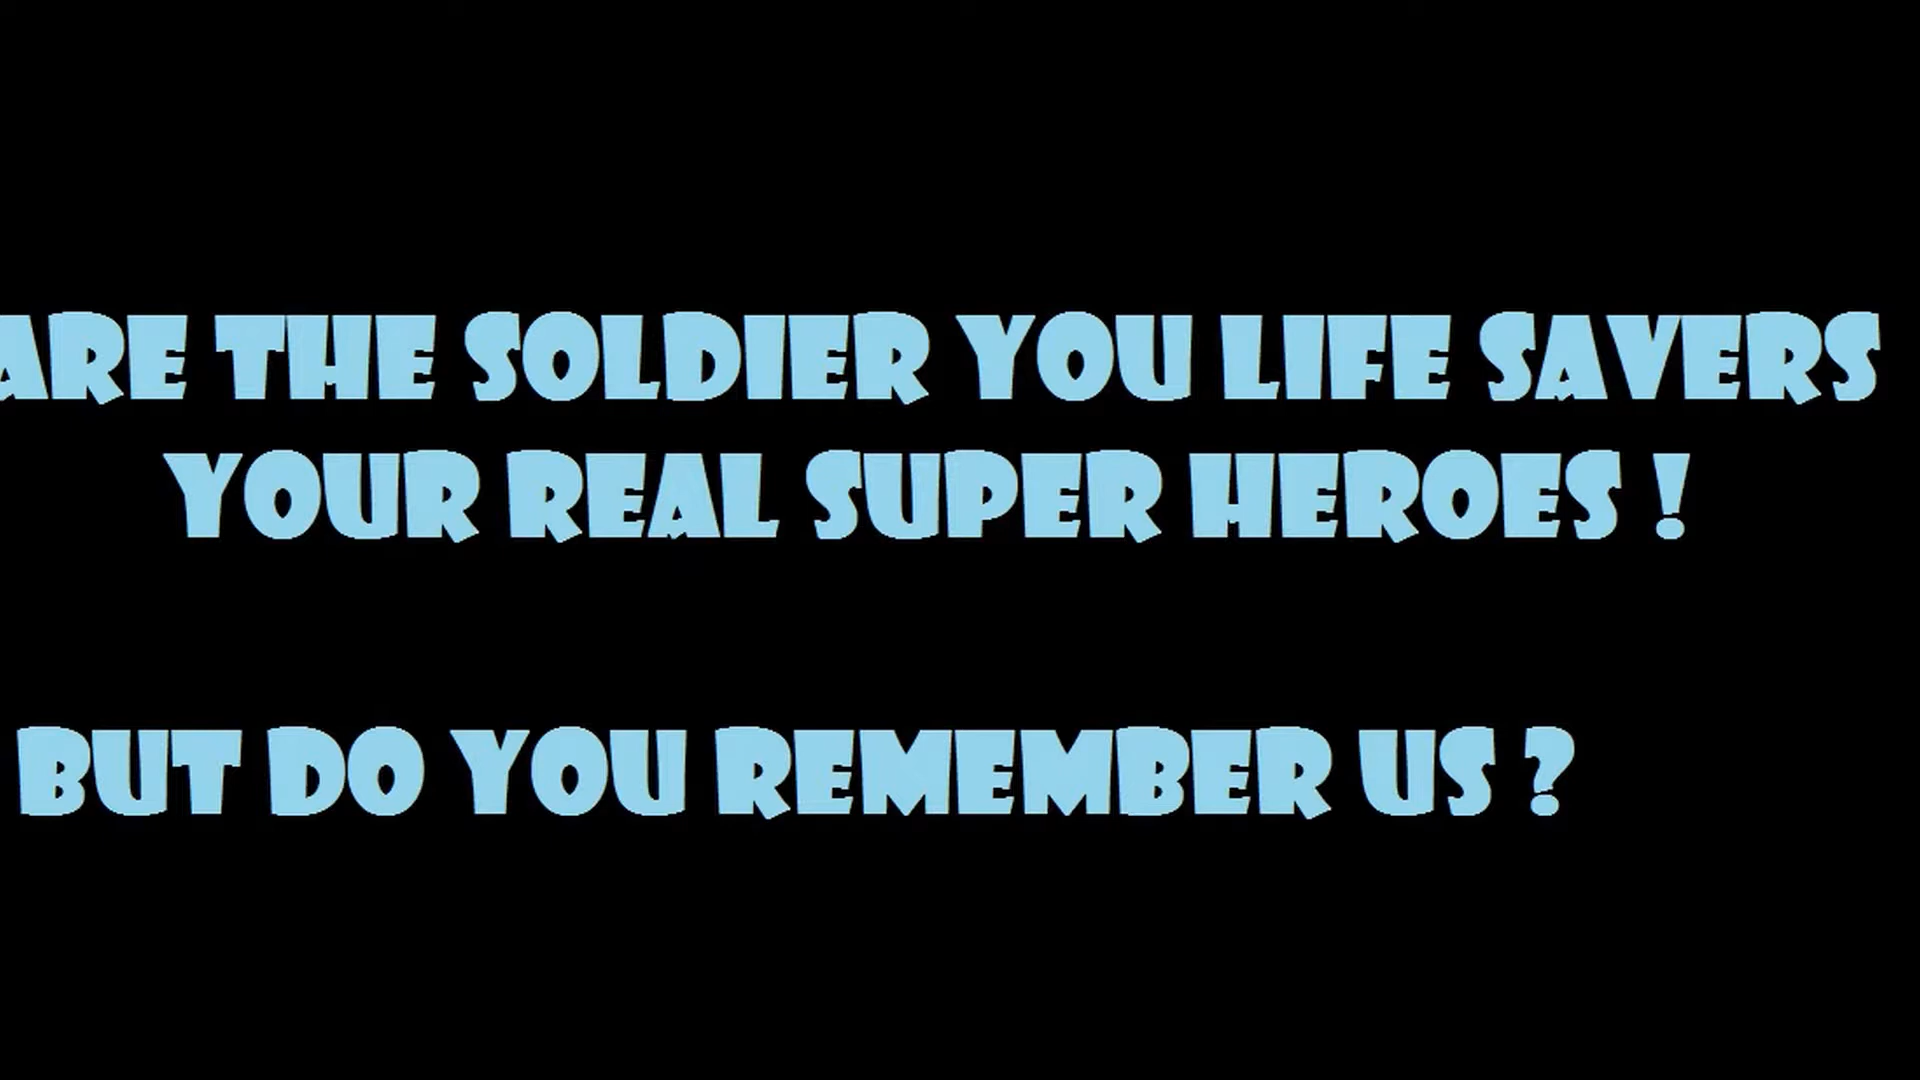 ARE THE SOLDIER YOU LIFE SAVERS
YOUR REAL SUPER HEROES !
BUT DO YOU REMEMBER US ?